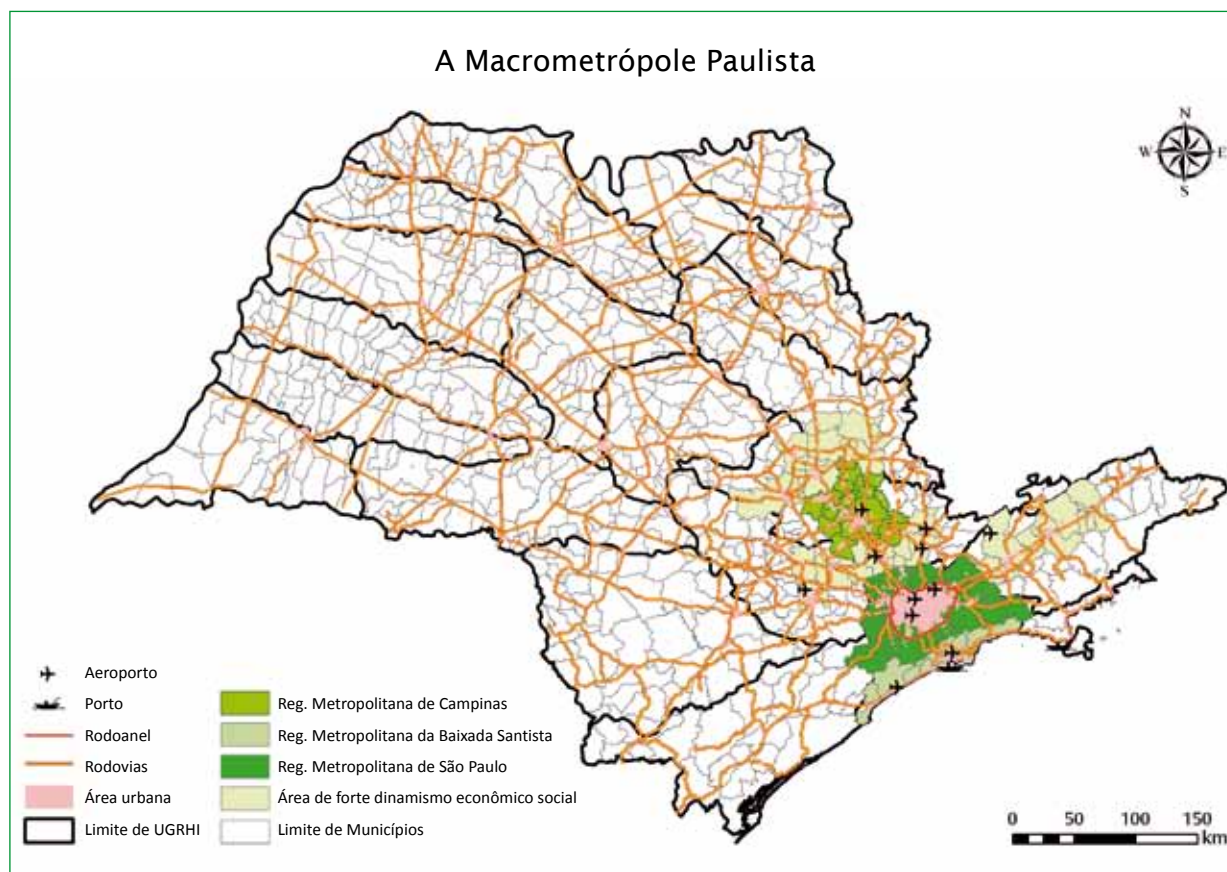 A Macrometrópole Paulista
N
W E
S
Aeroporto
Porto
Rodoanel
Rodovias
Área urbana
Limite de UGRHI
Reg. Metropolitana de Campinas
Reg. Metropolitana da Baixada Santista
Reg. Metropolitana de São Paulo
Área de forte dinamismo econômico social
Limite de Municípios
0 50 100 150
km